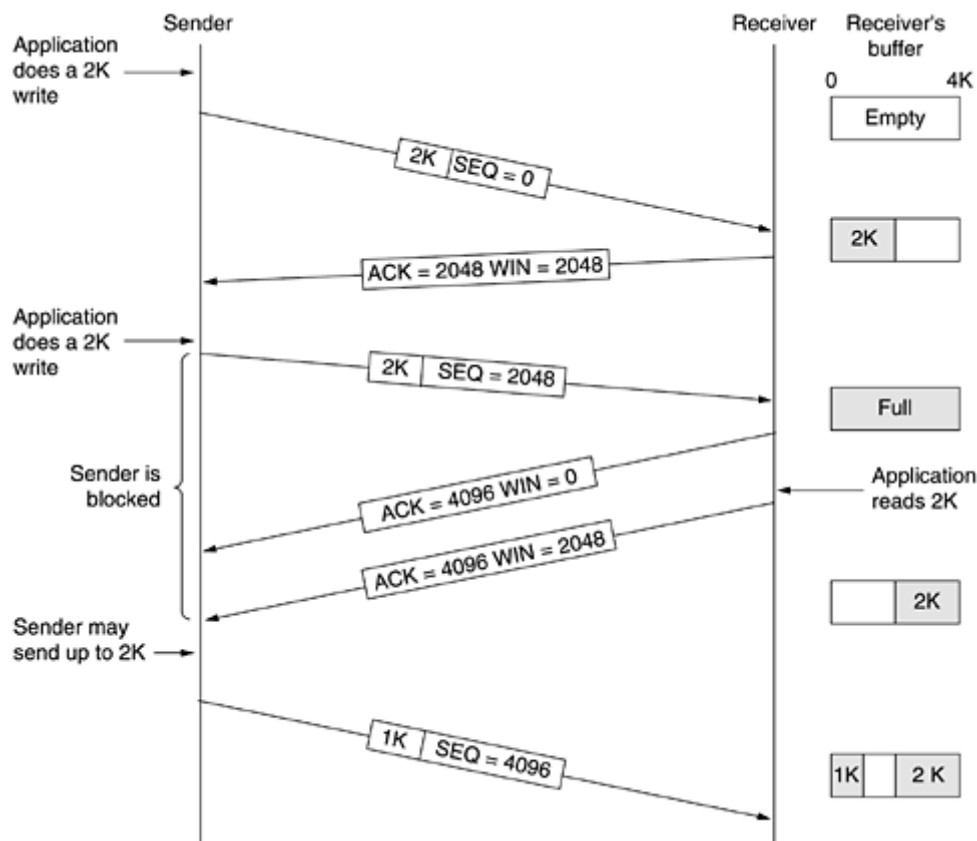 Sender
Receiver
Receiver's
buffer
Application
does a 2K
write
0 4K
Empty
2K SEQ = 0
2K
ACK = 2048 WIN = 2048
Application
does a 2K
write
2K SEQ = 2048
Full
Sender is
blocked
ACK = 4096 WIN = 0
Application
reads 2K
ACK = 4096 WIN = 2048
2K
Sender may
send up to 2K
1K SEQ = 4096
1K 2 K